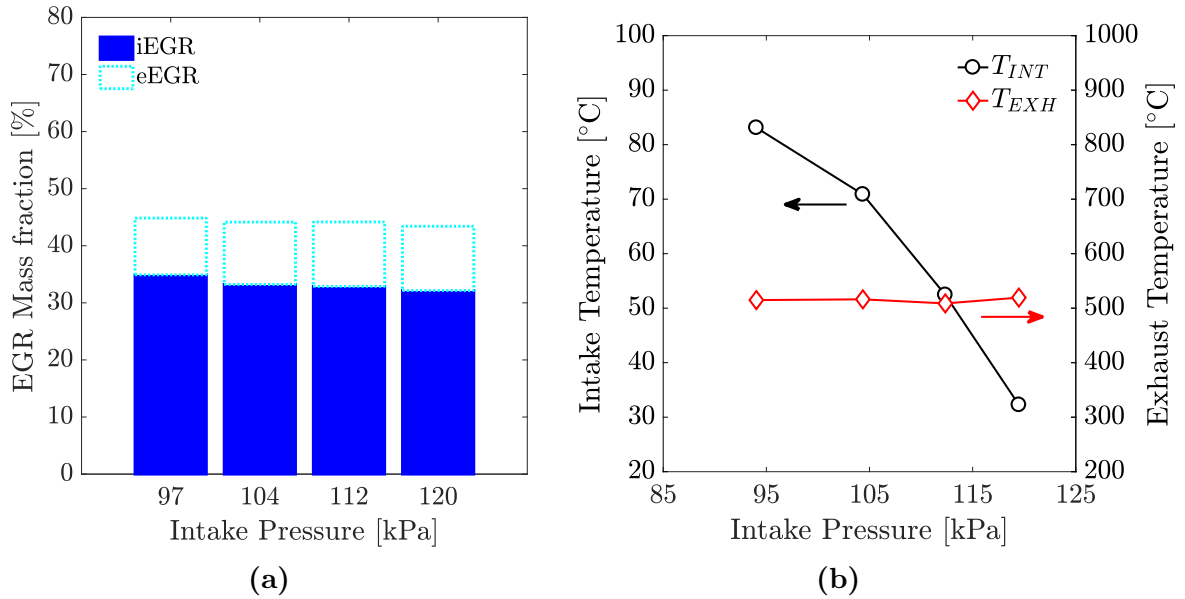 80
70
60
50
40
30
20
10
0
EGR Mass fraction [%]
iEGR
eEGR
97 104 112 120
Intake Pressure [kPa]
(a)
100
90
80
70
60
50
40
30
20
Intake Temperature [°C]
T_INT
T_EXH
1000
900
800
700
600
500
400
300
200
Exhaust Temperature [°C]
85 95 105 115 125
Intake Pressure [kPa]
(b)